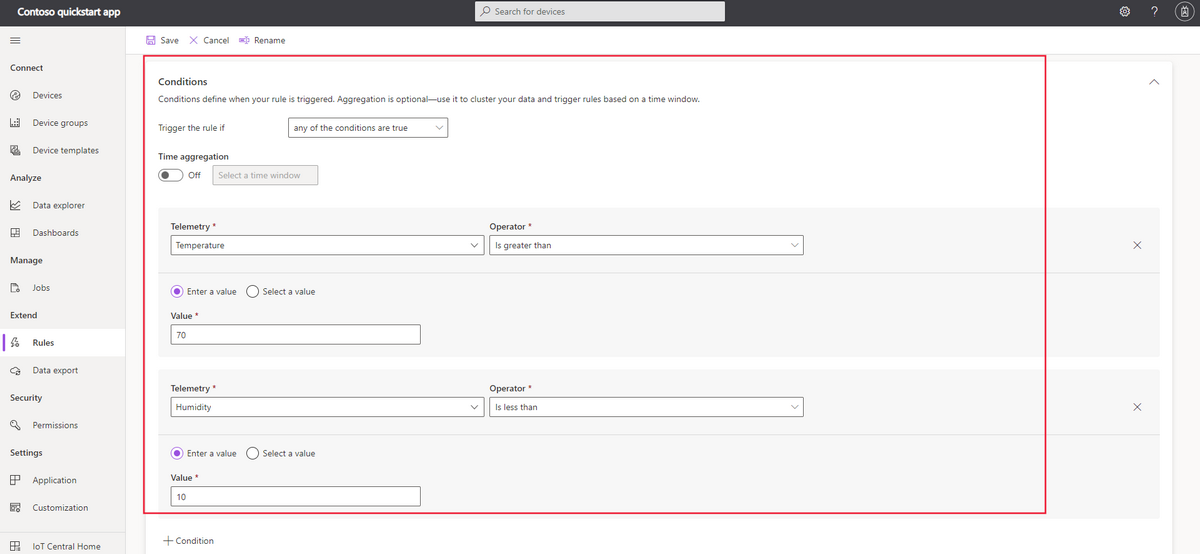 Contoso quickstart app
Search for devices
?
Save Cancel Rename
Connect
Devices
Device groups
Device templates
Analyze
Data explorer
Dashboards
Manage
Jobs
Extend
Rules
Data export
Security
Permissions
Settings
Application
Customization
IoT Central Home
Conditions
Conditions define when your rule is triggered. Aggregation is optional—use it to cluster your data and trigger rules based on a time window.
Trigger the rule if any of the conditions are true
Time aggregation
Off Select a time window
Telemetry * Operator *
Temperature Is greater than
Enter a value Select a value
Value *
70
Telemetry * Operator *
Humidity Is less than
Enter a value Select a value
Value *
10
+ Condition